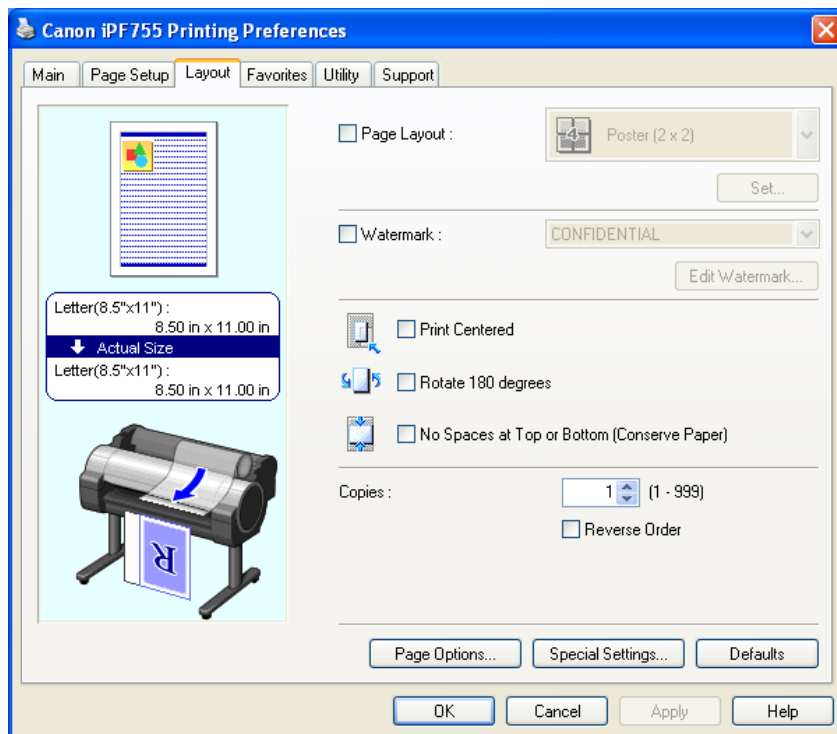 Canon iPF755 Printing Preferences
Main Page Setup Layout Favorites Utility Support
Page Layout : 4 Poster (2 x 2)
Set...
Watermark : CONFIDENTIAL
Edit Watermark...
Letter(8.5"x11") :
8.50 in x 11.00 in
Actual Size
Letter(8.5"x11") :
8.50 in x 11.00 in
Print Centered
Rotate 180 degrees
No Spaces at Top or Bottom (Conserve Paper)
R
Copies : 1 (1 - 999)
Reverse Order
Page Options... Special Settings... Defaults
OK Cancel Apply Help